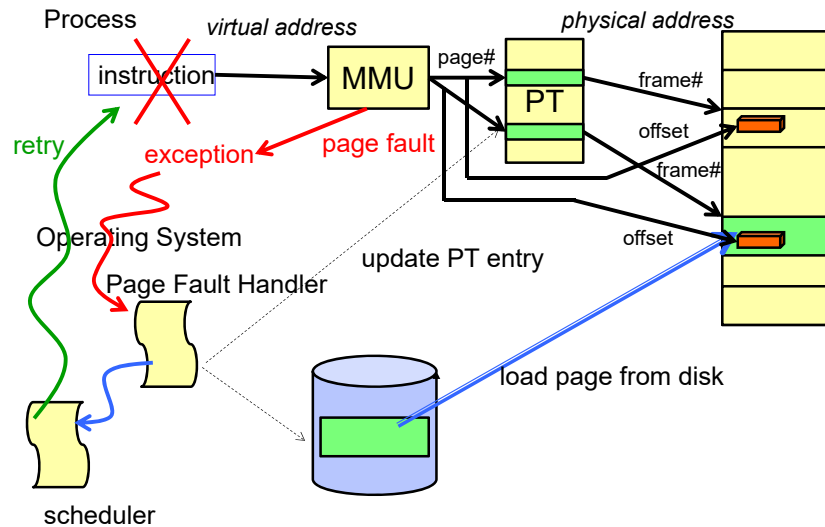 Process
virtual address
physical address
instruction
MMU
page#
PT
frame#
offset
retry
exception
page fault
frame#
Operating System
offset
update PT entry
Page Fault Handler
load page from disk
scheduler